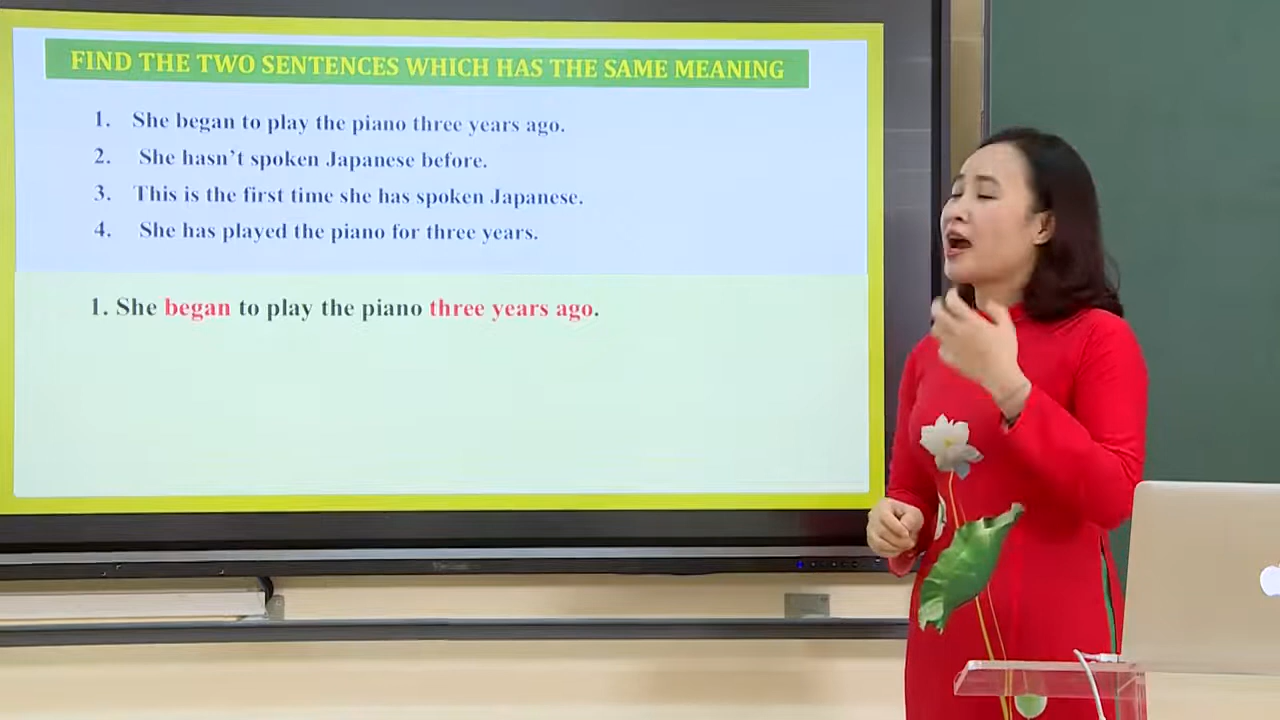 FIND THE TWO SENTENCES WHICH HAS THE SAME MEANING
1. She began to play the piano three years ago.
2. She hasn't spoken Japanese before.
3. This is the first time she has spoken Japanese.
4. She has played the piano for three years.
1. She began to play the piano three years ago.